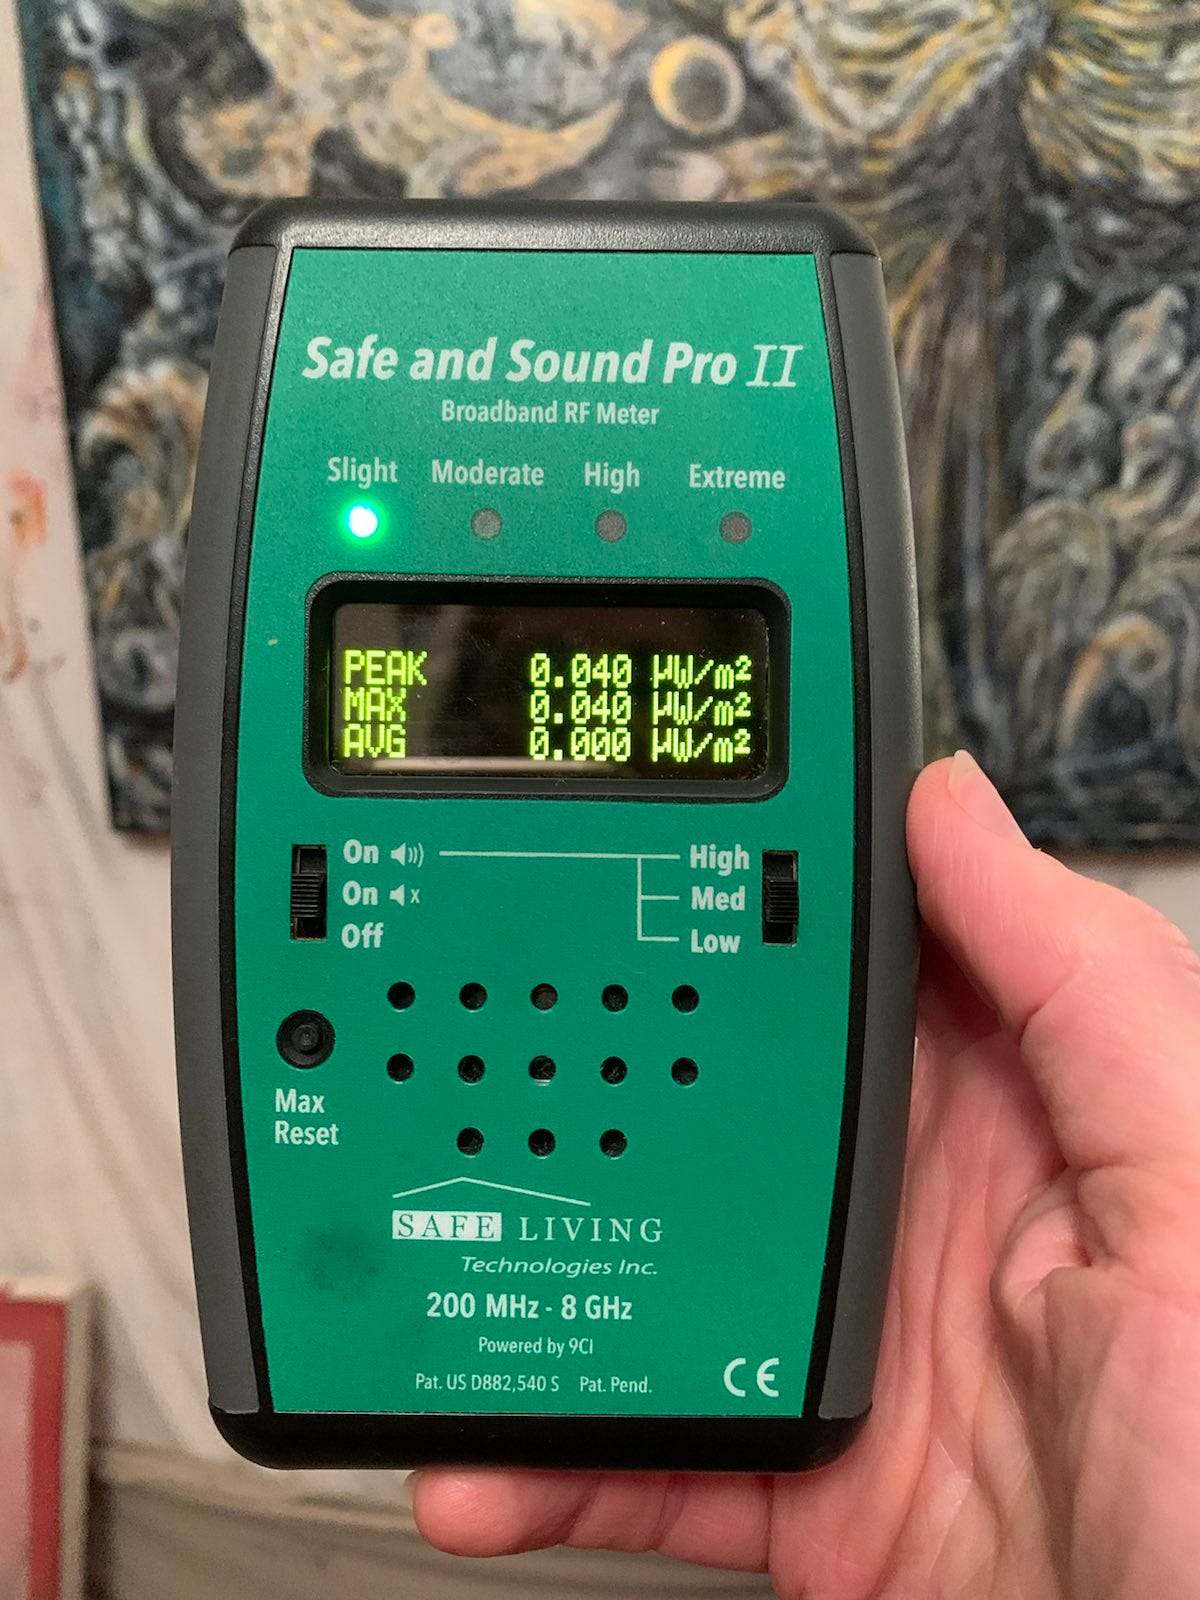 Safe and Sound Pro II
Broadband RF Meter
Slight Moderate High Extreme
PEAK 0.040 µW/m²
MAX 0.040 µW/m²
AVG 0.000 µW/m²
On High
On x Med
Off Low
Max
Reset
SAFE LIVING
Technologies Inc.
200 MHz - 8 GHz
Powered by 9CI
Pat. US D882,540 S Pat. Pend.
CE